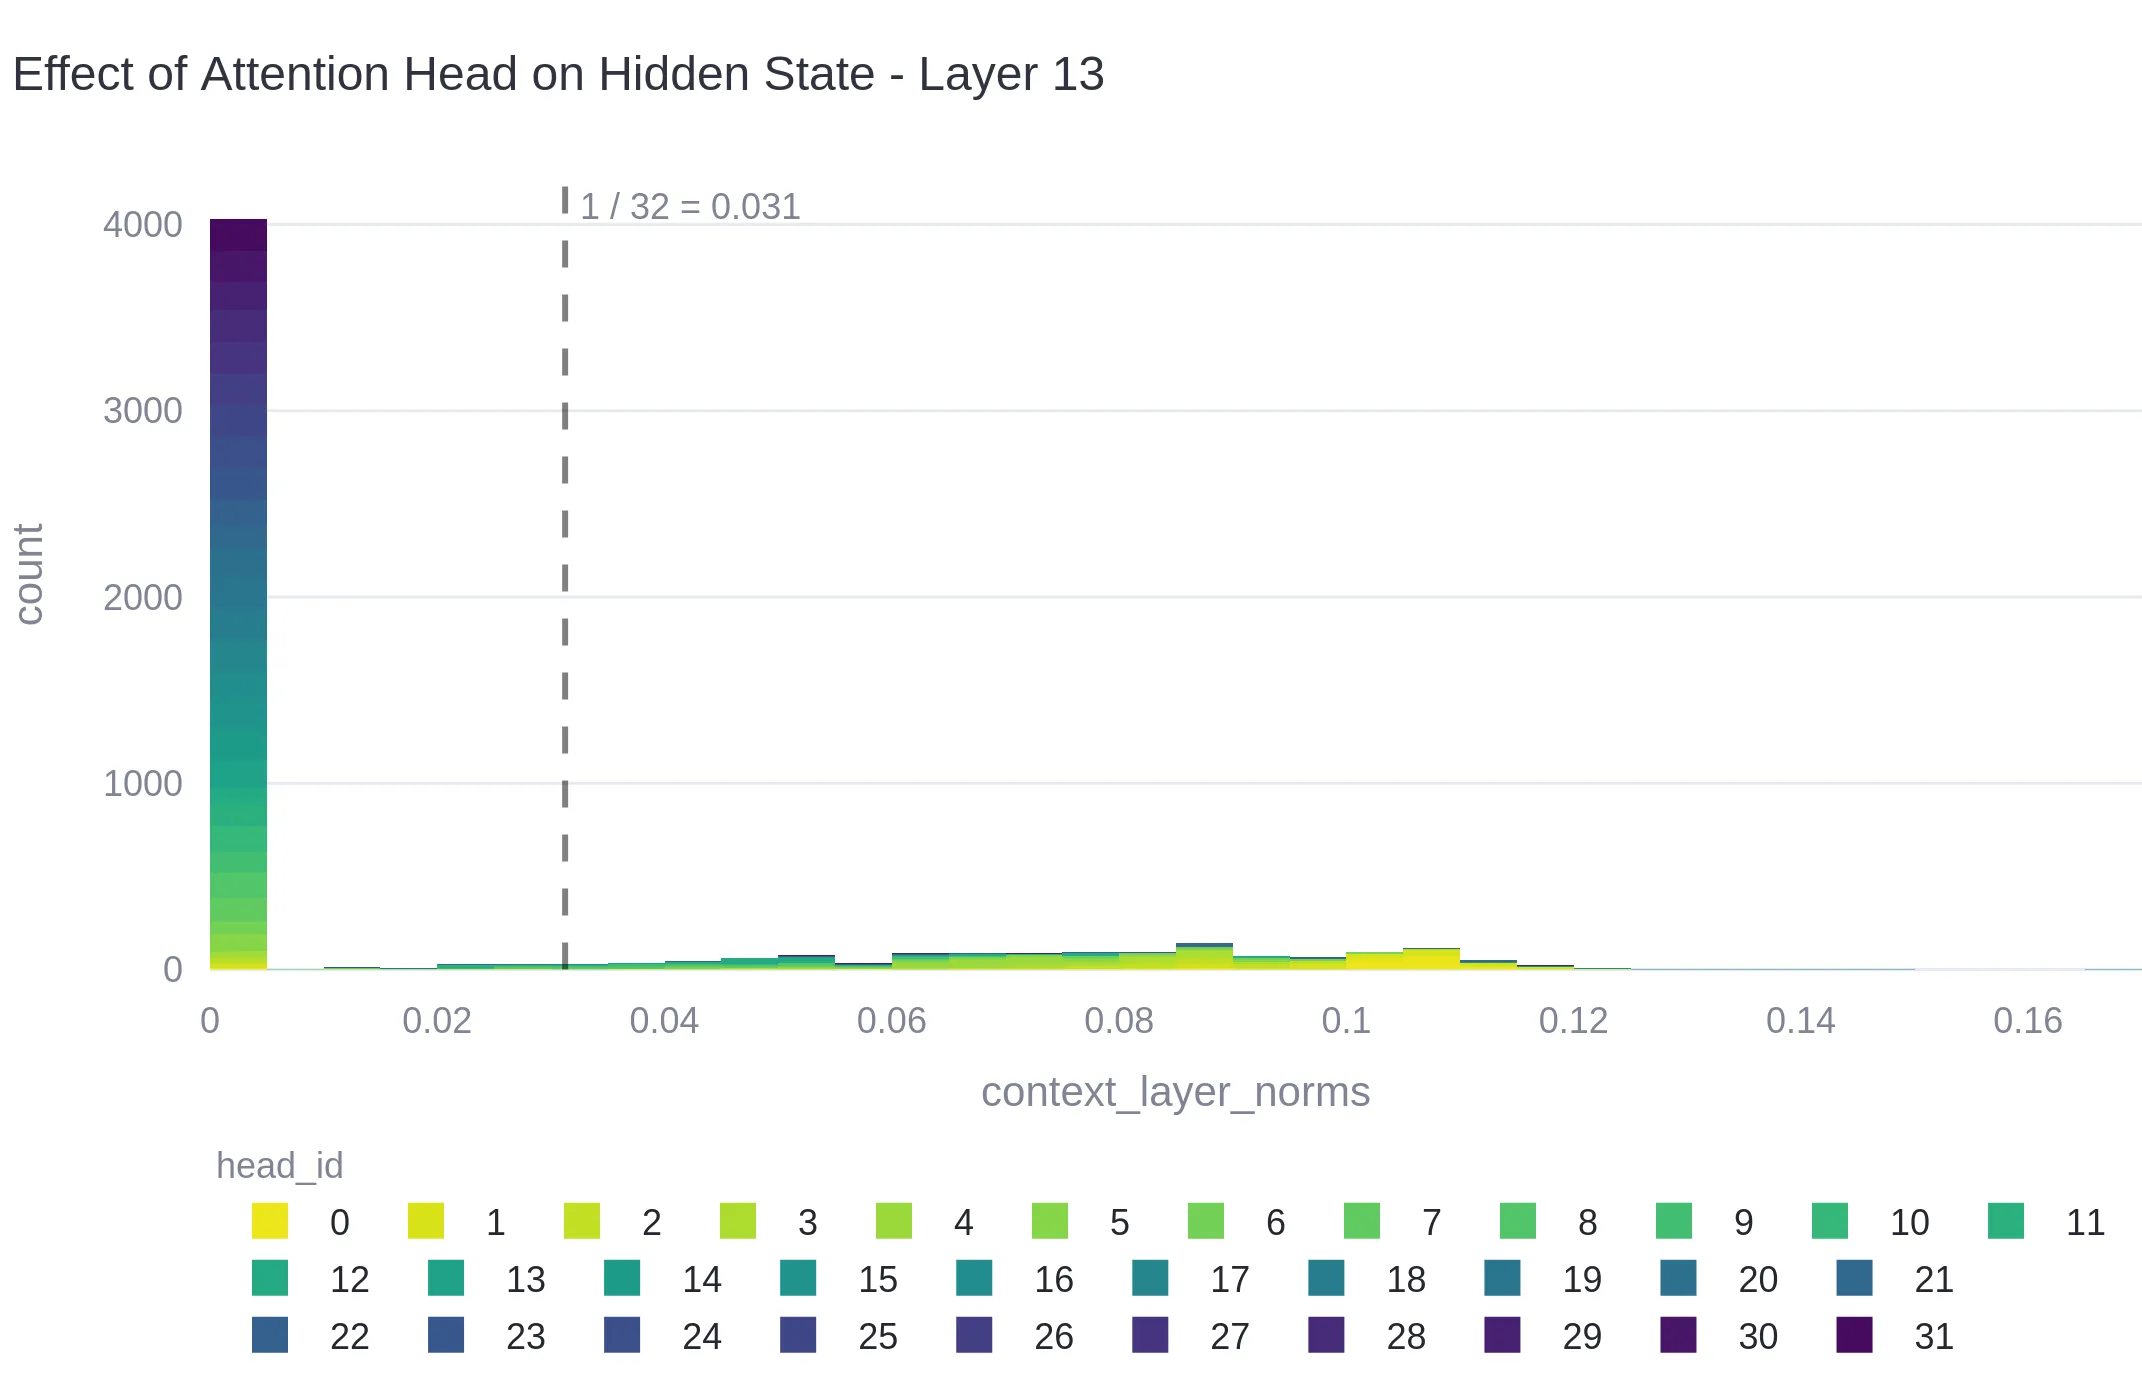 Effect of Attention Head on Hidden State - Layer 13
1 / 32 = 0.031
4000
3000
2000
1000
0
count
0 0.02 0.04 0.06 0.08 0.1 0.12 0.14 0.16
context_layer_norms
head_id
0 1 2 3 4 5 6 7 8 9 10 11
12 13 14 15 16 17 18 19 20 21
22 23 24 25 26 27 28 29 30 31